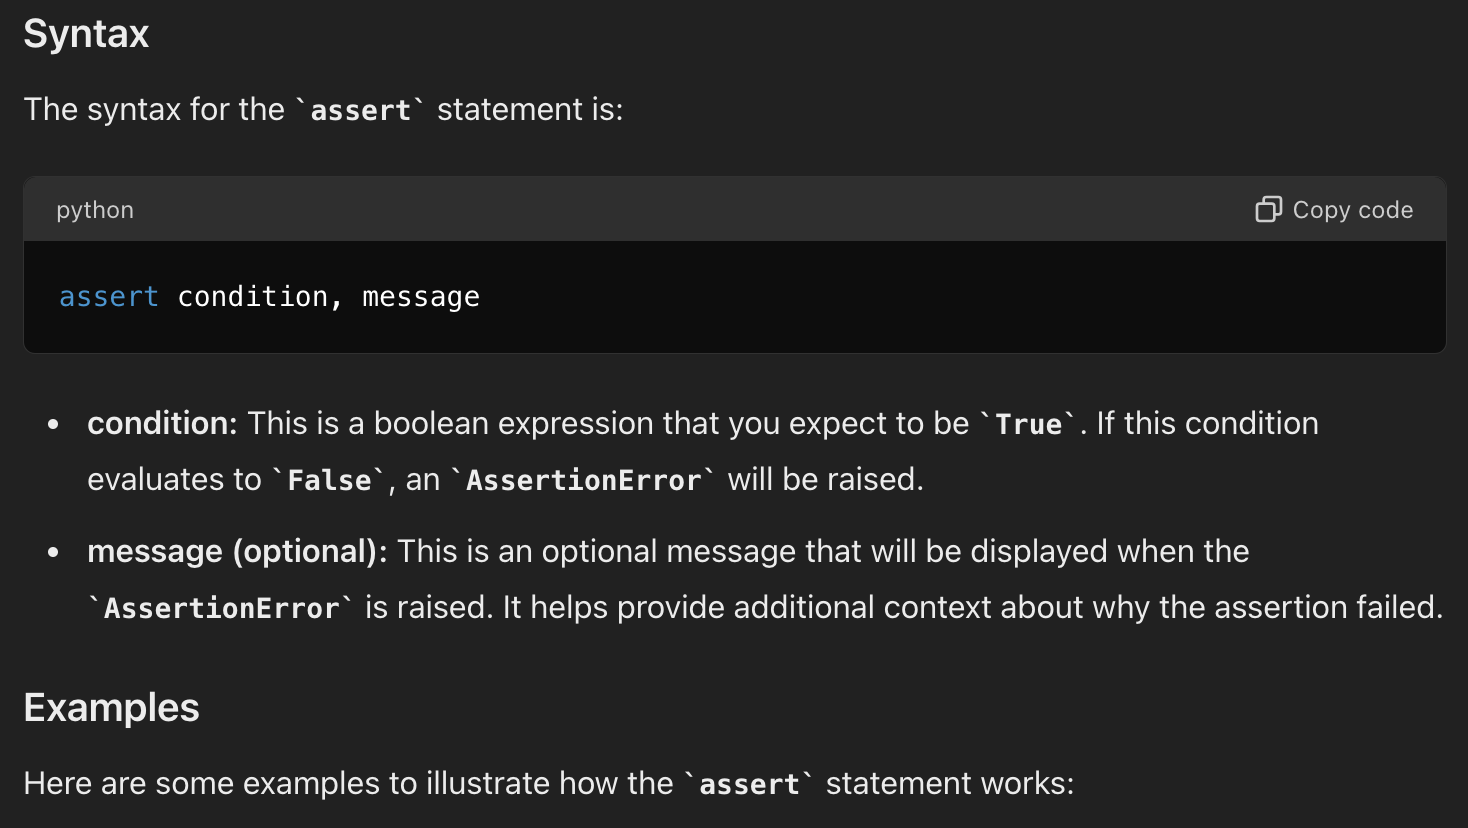 Syntax
The syntax for the `assert` statement is:
python
Copy code
assert condition, message
• condition: This is a boolean expression that you expect to be `True`. If this condition
evaluates to `False`, an `AssertionError` will be raised.
• message (optional): This is an optional message that will be displayed when the
`AssertionError` is raised. It helps provide additional context about why the assertion failed.
Examples
Here are some examples to illustrate how the `assert` statement works: